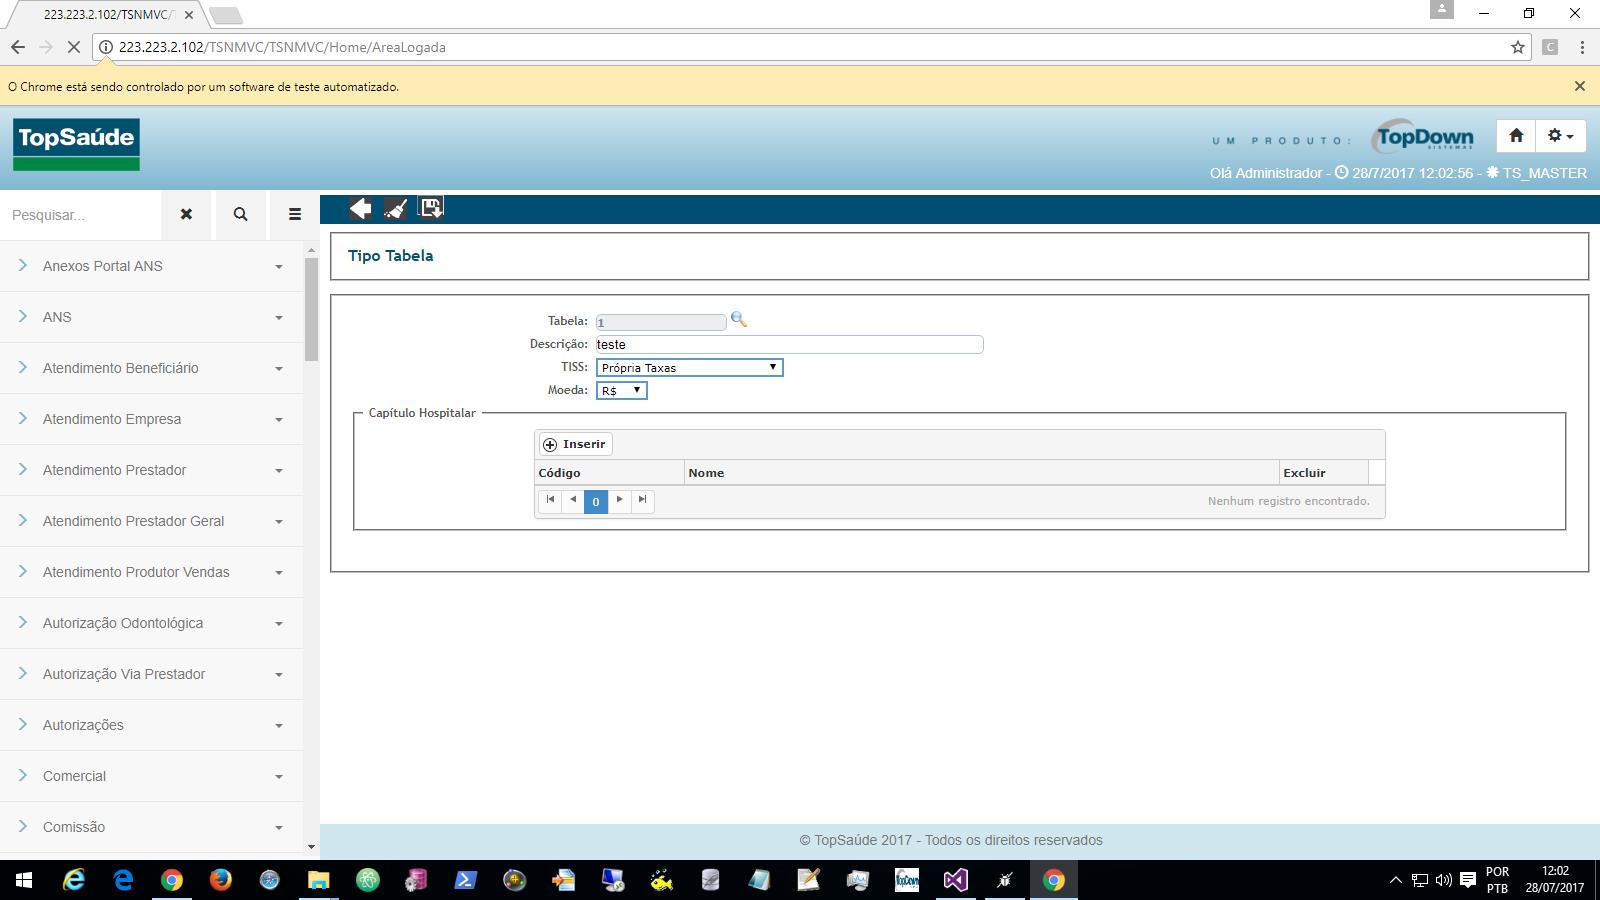 223.223.2.102/TSNMVC/T
223.223.2.102/TSNMVC/TSNMVC/Home/AreaLogada
C
O Chrome está sendo controlado por um software de teste automatizado.
TopSaúde
UM PRODUTO:
TopDown
SISTEMAS
Olá Administrador - 28/7/2017 12:02:56 - TS_MASTER
Pesquisar...
Anexos Portal ANS
ANS
Atendimento Beneficiário
Atendimento Empresa
Atendimento Prestador
Atendimento Prestador Geral
Atendimento Produtor Vendas
Autorização Odontológica
Autorização Via Prestador
Autorizações
Comercial
Comissão
Tipo Tabela
Tabela: 1
Descrição: teste
TISS: Própria Taxas
Moeda: R$
Capítulo Hospitalar
Inserir
Código Nome Excluir
0 Nenhum registro encontrado.
© TopSaúde 2017 - Todos os direitos reservados
TopDown
POR
PTB
12:02
28/07/2017